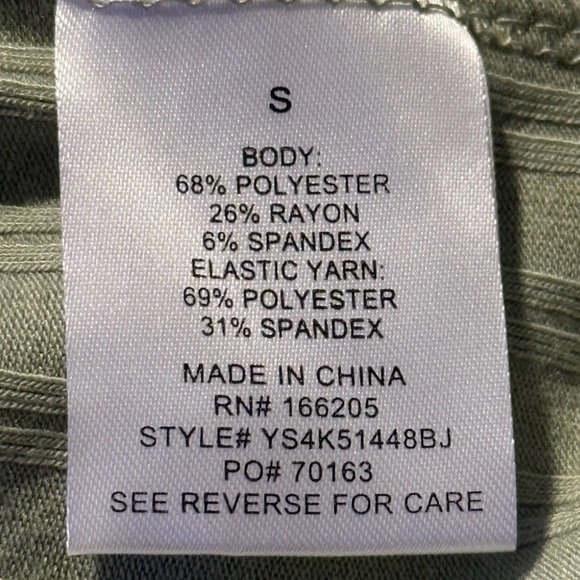 S
BODY:
68% POLYESTER
26% RAYON
6% SPANDEX
ELASTIC YARN:
69% POLYESTER
31% SPANDEX
MADE IN CHINA
RN# 166205
STYLE# YS4K51448BJ
PO# 70163
SEE REVERSE FOR CARE